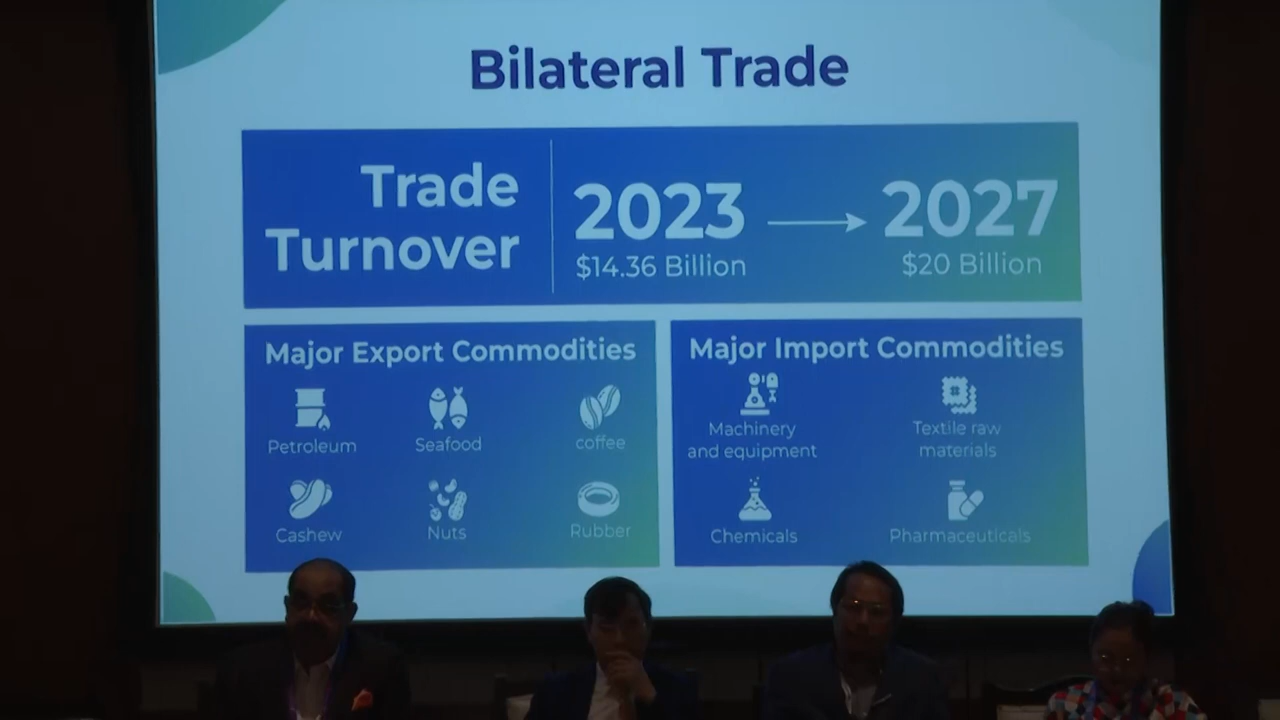 Bilateral Trade
Trade
Turnover
2023
$14.36 Billion
2027
$20 Billion
Major Export Commodities
Petroleum
Seafood
coffee
Cashew
Nuts
Rubber
Major Import Commodities
Machinery
and equipment
Textile raw
materials
Chemicals
Pharmaceuticals